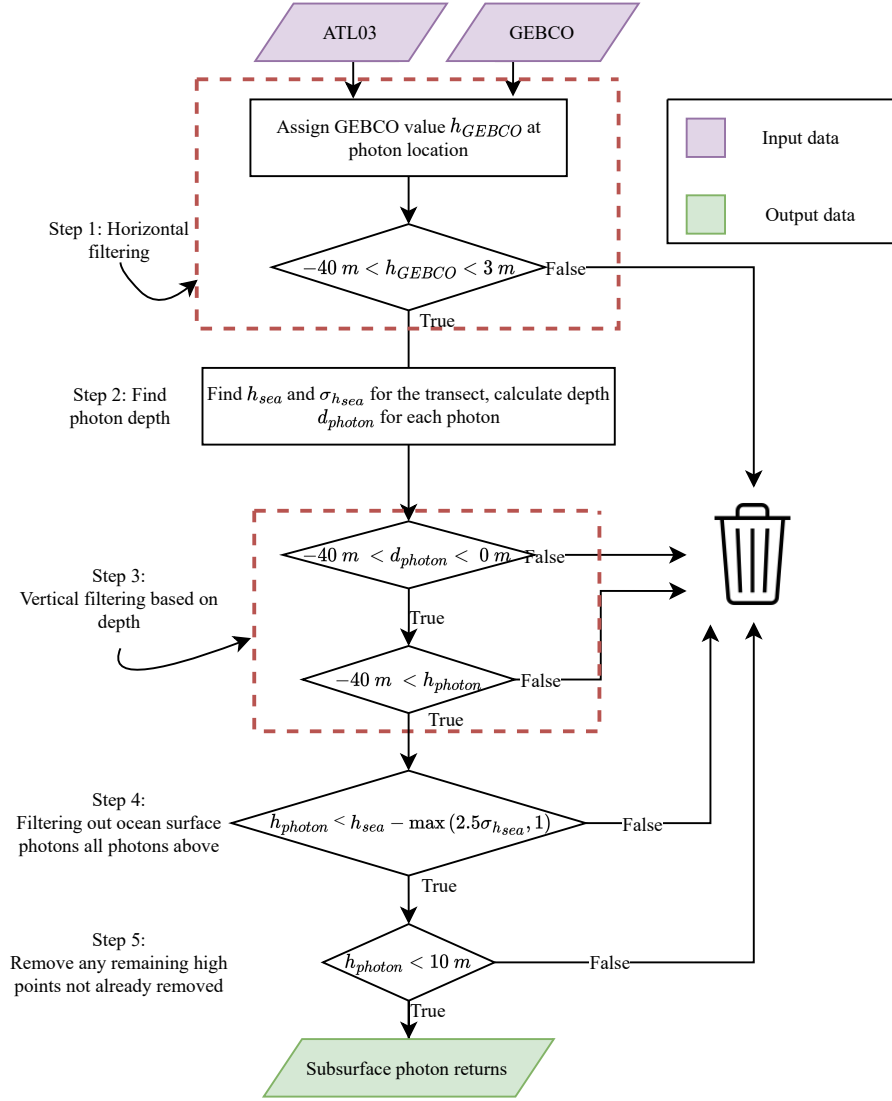 ATL03
GEBCO
Assign GEBCO value h_GEBCO at
photon location
Input data
Output data
Step 1: Horizontal
filtering
−40 m < h_GEBCO < 3 m
False
True
Step 2: Find
photon depth
Find h_sea and σ_h_sea for the transect, calculate depth
d_photon for each photon
−40 m < d_photon < 0 m
False
True
Step 3:
Vertical filtering based on
depth
−40 m < h_photon
False
True
Step 4:
Filtering out ocean surface
photons all photons above
h_photon < h_sea − max (2.5σ_h_sea, 1)
False
True
Step 5:
Remove any remaining high
points not already removed
h_photon < 10 m
False
True
Subsurface photon returns